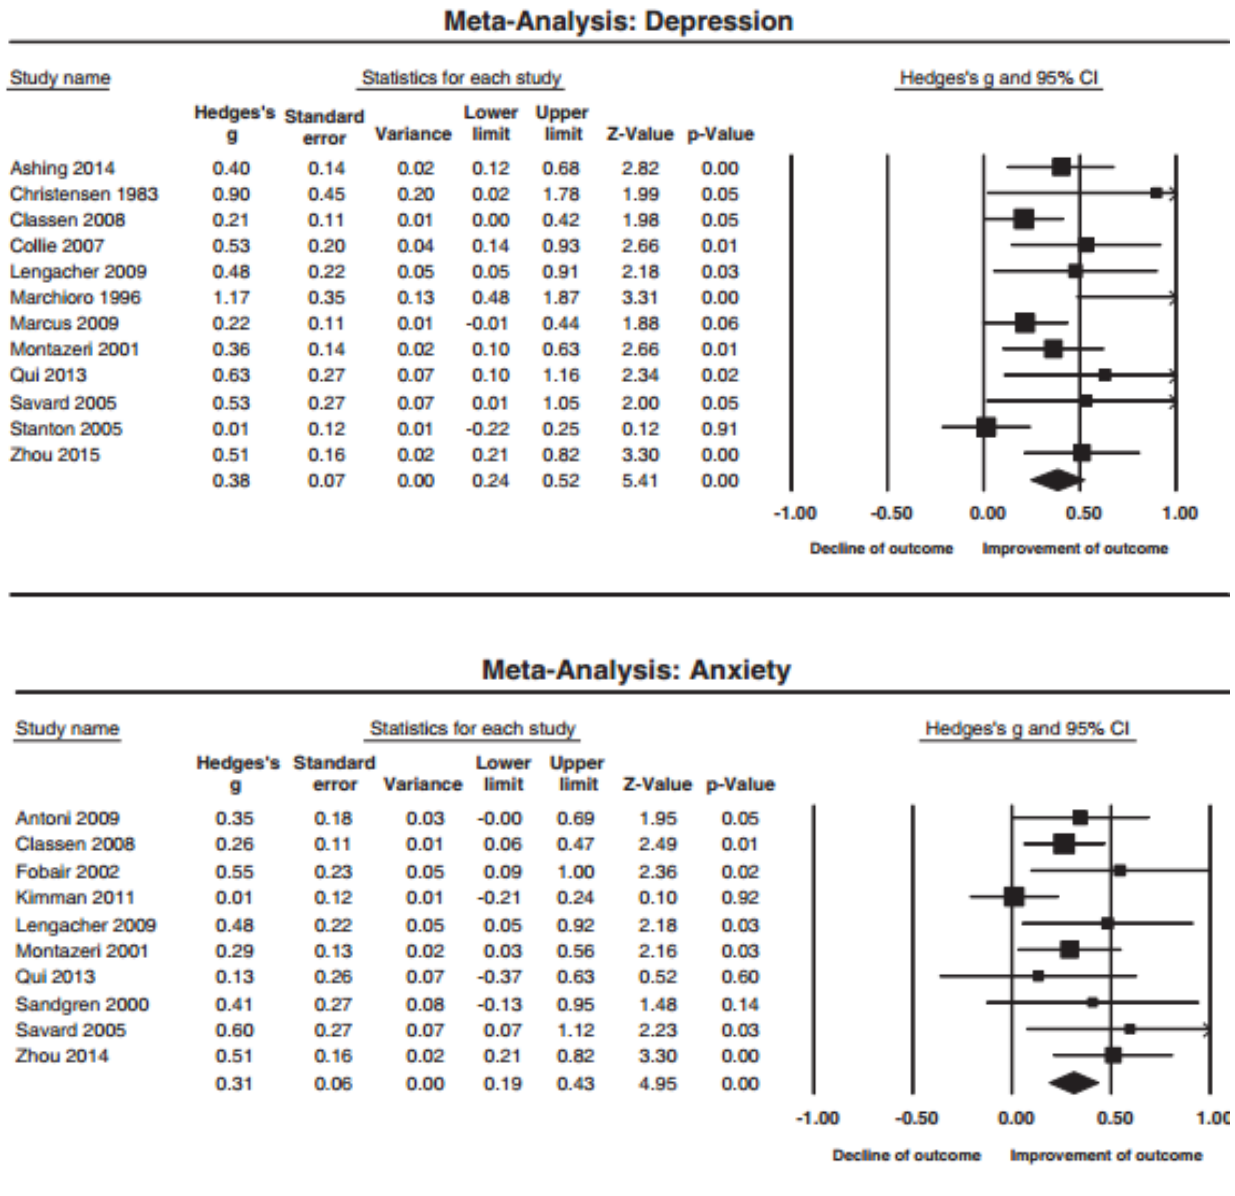 Meta-Analysis: Depression
Study name Statistics for each study Hedges's g and 95% CI
Hedges's g Standard error Variance Lower limit Upper limit Z-Value p-Value
Ashing 2014 0.40 0.14 0.02 0.12 0.68 2.82 0.00
Christensen 1983 0.90 0.45 0.20 0.02 1.78 1.99 0.05
Classen 2008 0.21 0.11 0.01 0.00 0.42 1.98 0.05
Collie 2007 0.53 0.20 0.04 0.14 0.93 2.66 0.01
Lengacher 2009 0.48 0.22 0.05 0.05 0.91 2.18 0.03
Marchioro 1996 1.17 0.35 0.13 0.48 1.87 3.31 0.00
Marcus 2009 0.22 0.11 0.01 -0.01 0.44 1.88 0.06
Montazeri 2001 0.36 0.14 0.02 0.10 0.63 2.66 0.01
Qui 2013 0.63 0.27 0.07 0.10 1.16 2.34 0.02
Savard 2005 0.53 0.27 0.07 0.01 1.05 2.00 0.05
Stanton 2005 0.01 0.12 0.01 -0.22 0.25 0.12 0.91
Zhou 2015 0.51 0.16 0.02 0.21 0.82 3.30 0.00
0.38 0.07 0.00 0.24 0.52 5.41 0.00
-1.00 -0.50 0.00 0.50 1.00
Decline of outcome Improvement of outcome
Meta-Analysis: Anxiety
Study name Statistics for each study Hedges's g and 95% CI
Hedges's g Standard error Variance Lower limit Upper limit Z-Value p-Value
Antoni 2009 0.35 0.18 0.03 -0.00 0.69 1.95 0.05
Classen 2008 0.26 0.11 0.01 0.06 0.47 2.49 0.01
Fobair 2002 0.55 0.23 0.05 0.09 1.00 2.36 0.02
Kimman 2011 0.01 0.12 0.01 -0.21 0.24 0.10 0.92
Lengacher 2009 0.48 0.22 0.05 0.05 0.92 2.18 0.03
Montazeri 2001 0.29 0.13 0.02 0.03 0.56 2.16 0.03
Qui 2013 0.13 0.26 0.07 -0.37 0.63 0.52 0.60
Sandgren 2000 0.41 0.27 0.08 -0.13 0.95 1.48 0.14
Savard 2005 0.60 0.27 0.07 0.07 1.12 2.23 0.03
Zhou 2014 0.51 0.16 0.02 0.21 0.82 3.30 0.00
0.31 0.06 0.00 0.19 0.43 4.95 0.00
-1.00 -0.50 0.00 0.50 1.00
Decline of outcome Improvement of outcome